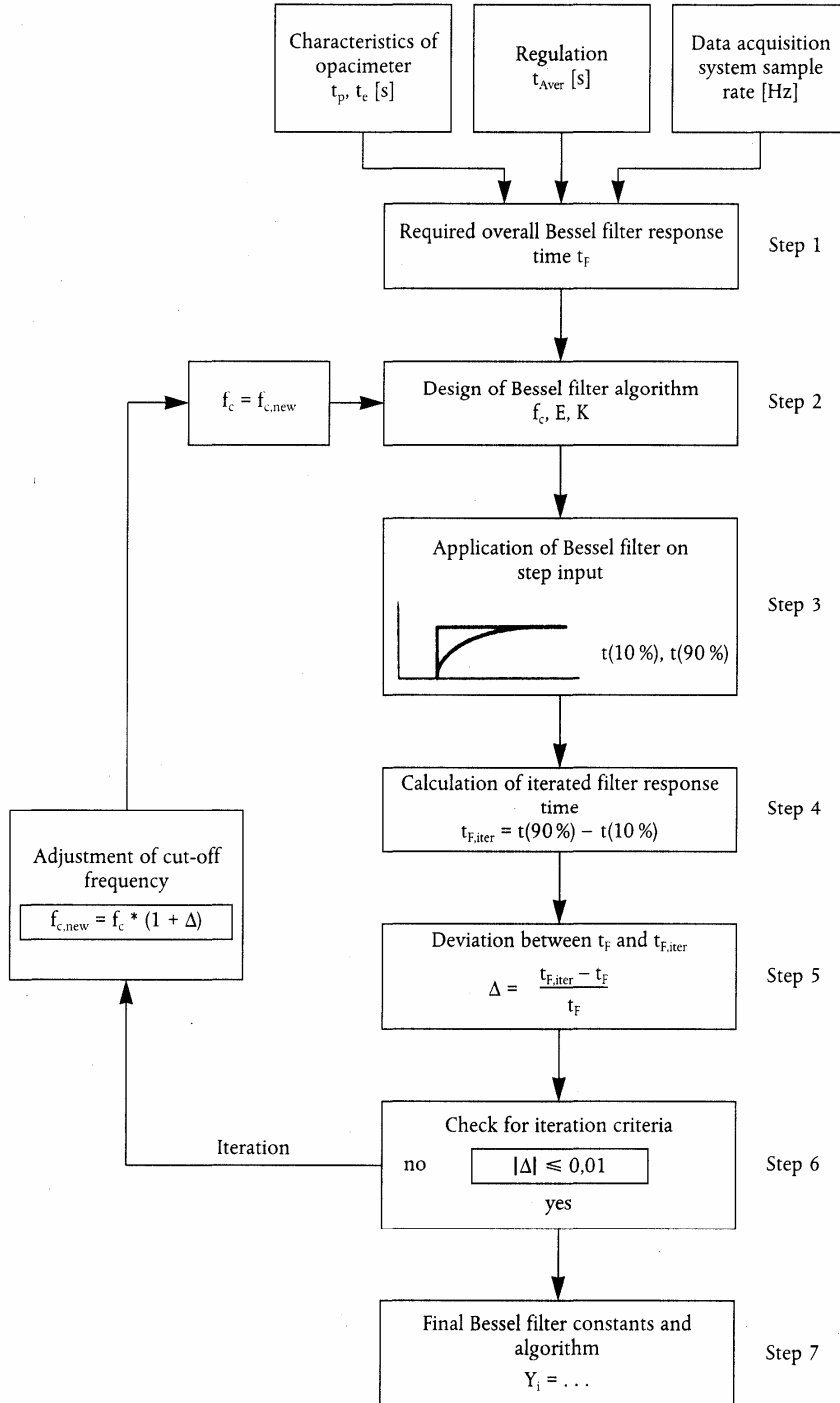 Characteristics of
opacimeter
t_p, t_e [s]
Regulation
t_Aver [s]
Data acquisition
system sample
rate [Hz]
Required overall Bessel filter response
time t_F
Step 1
f_c = f_c,new
Design of Bessel filter algorithm
f_c, E, K
Step 2
Application of Bessel filter on
step input
t(10 %), t(90 %)
Step 3
Calculation of iterated filter response
time
t_F,iter = t(90 %) − t(10 %)
Step 4
Adjustment of cut-off
frequency
f_c,new = f_c * (1 + Δ)
Deviation between t_F and t_F,iter
Δ = (t_F,iter − t_F) / t_F
Step 5
Check for iteration criteria
Iteration
no
|Δ| ⩽ 0,01
yes
Step 6
Final Bessel filter constants and
algorithm
Y_i = . . .
Step 7